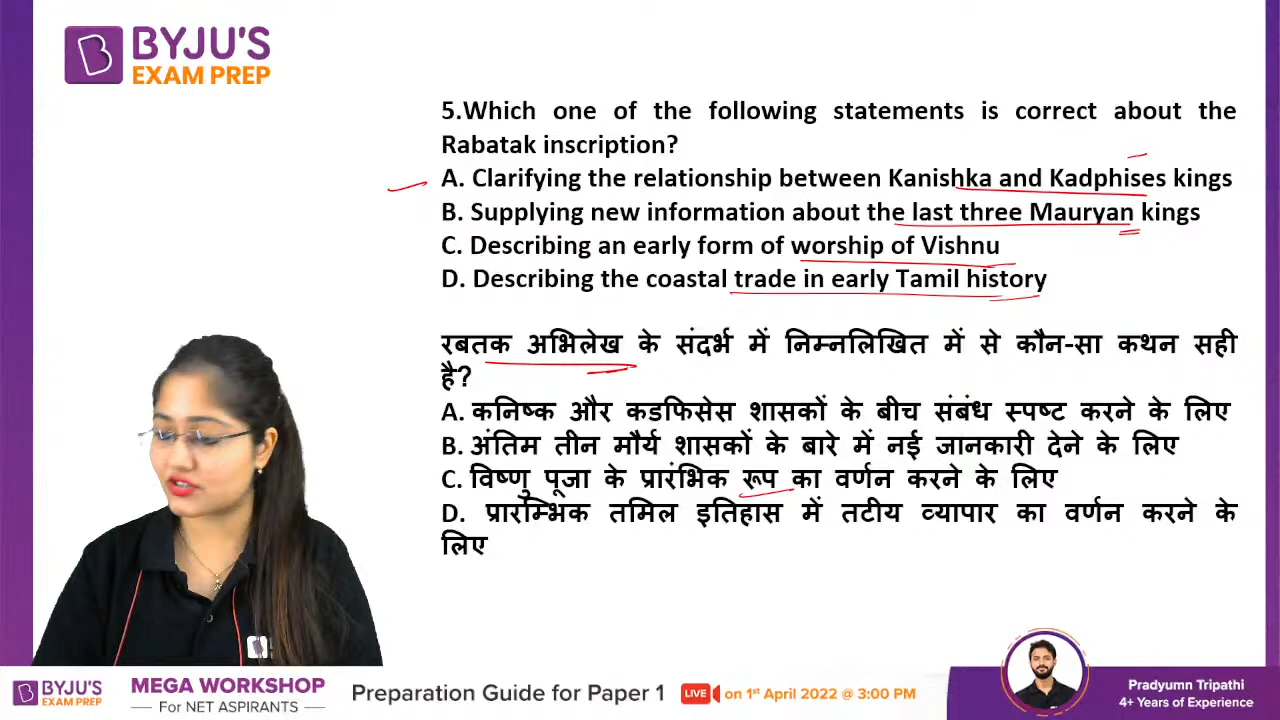 BYJU'S
EXAM PREP
5.Which one of the following statements is correct about the
Rabatak inscription?
A. Clarifying the relationship between Kanishka and Kadphises kings
B. Supplying new information about the last three Mauryan kings
C. Describing an early form of worship of Vishnu
D. Describing the coastal trade in early Tamil history
रबतक अभिलेख के संदर्भ में निम्नलिखित में से कौन-सा कथन सही
है?
A. कनिष्क और कडफिसेस शासकों के बीच संबंध स्पष्ट करने के लिए
B. अंतिम तीन मौर्य शासकों के बारे में नई जानकारी देने के लिए
C. विष्णु पूजा के प्रारंभिक रूप का वर्णन करने के लिए
D. प्रारम्भिक तमिल इतिहास में तटीय व्यापार का वर्णन करने के
लिए
BYJU'S
EXAM PREP
MEGA WORKSHOP
For NET ASPIRANTS
Preparation Guide for Paper 1
LIVE
on 1st April 2022 @ 3:00 PM
Pradyumn Tripathi
4+ Years of Experience